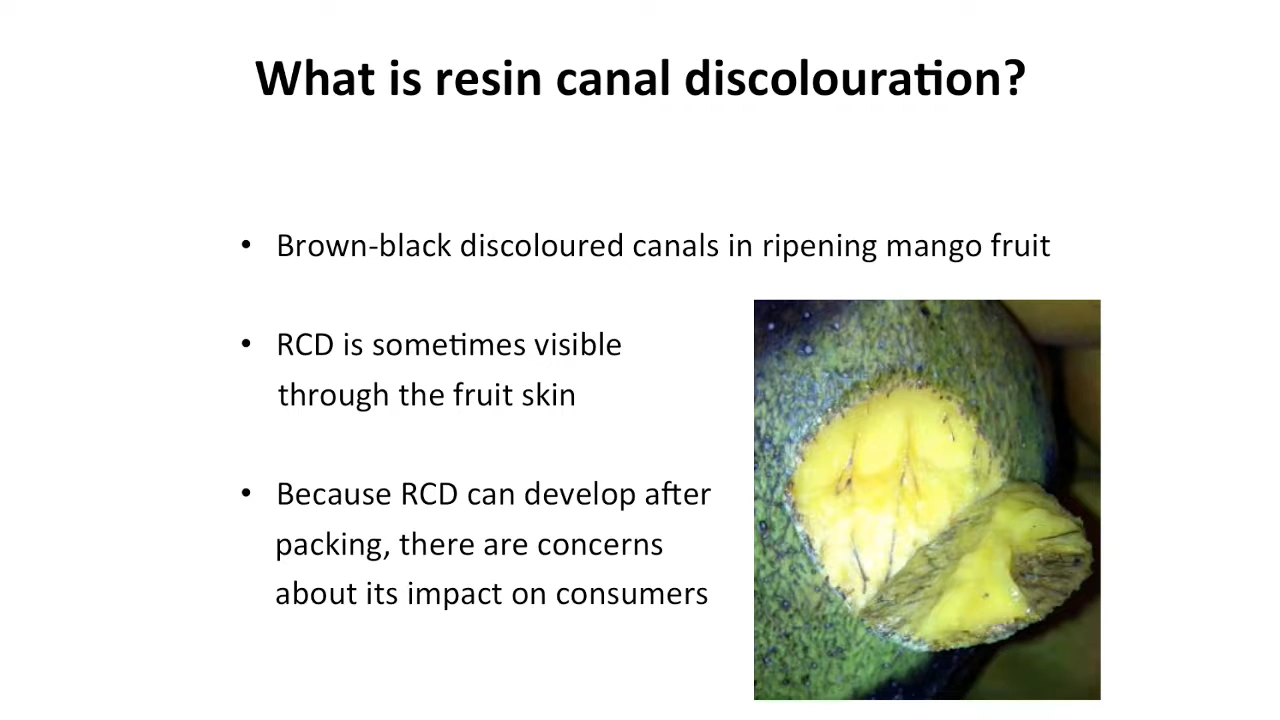 What is resin canal discolouration?
• Brown-black discoloured canals in ripening mango fruit
• RCD is sometimes visible
through the fruit skin
• Because RCD can develop after
packing, there are concerns
about its impact on consumers